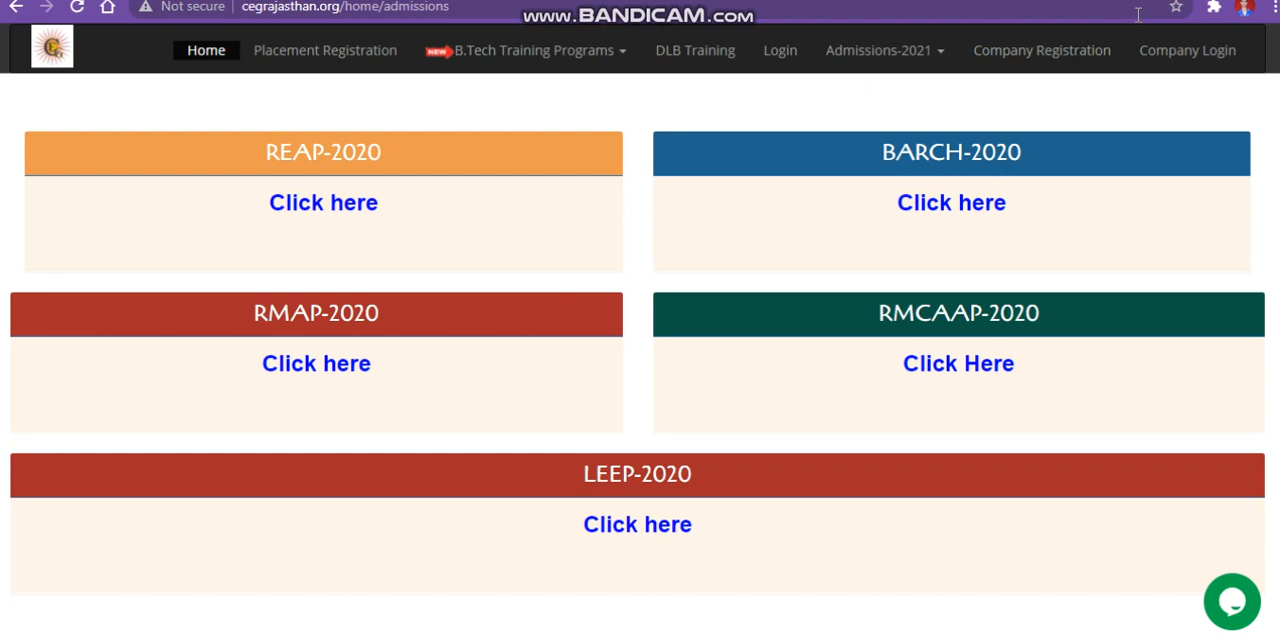 Not secure cegrajasthan.org/home/admissions
www.BANDICAM.com
Home Placement Registration NEW B.Tech Training Programs DLB Training Login Admissions-2021 Company Registration Company Login
REAP-2020 BARCH-2020
Click here Click here
RMAP-2020 RMCAAP-2020
Click here Click Here
LEEP-2020
Click here